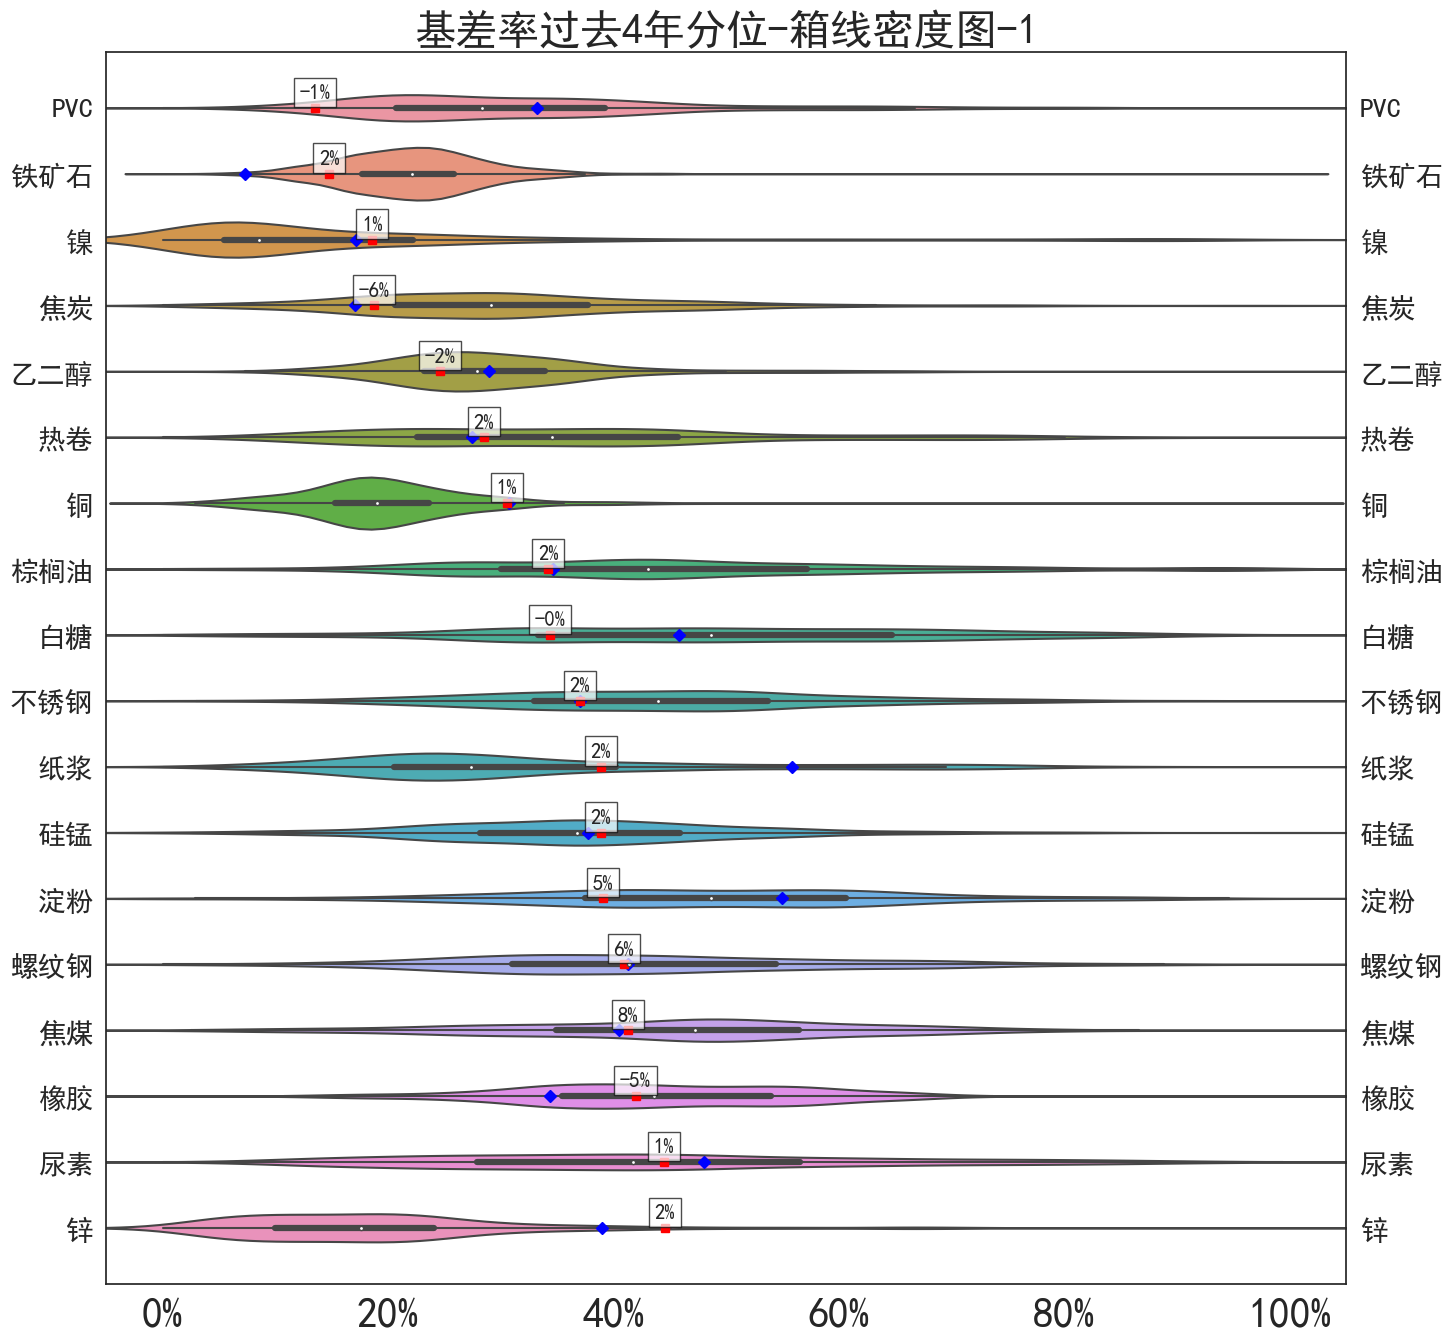 基差率过去4年分位-箱线密度图-1
PVC −1% PVC
铁矿石 2% 铁矿石
镍 1% 镍
焦炭 −6% 焦炭
乙二醇 −2% 乙二醇
热卷 2% 热卷
铜 1% 铜
棕榈油 2% 棕榈油
白糖 −0% 白糖
不锈钢 2% 不锈钢
纸浆 2% 纸浆
硅锰 2% 硅锰
淀粉 5% 淀粉
螺纹钢 6% 螺纹钢
焦煤 8% 焦煤
橡胶 −5% 橡胶
尿素 1% 尿素
锌 2% 锌
0% 20% 40% 60% 80% 100%